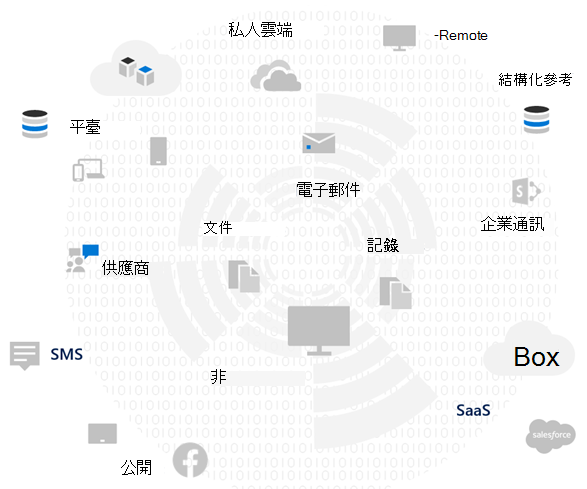 私人雲端
-Remote
結構化參考
平臺
電子郵件
文件
企業通訊
記錄
供應商
SMS
Box
非
SaaS
salesforce
公開